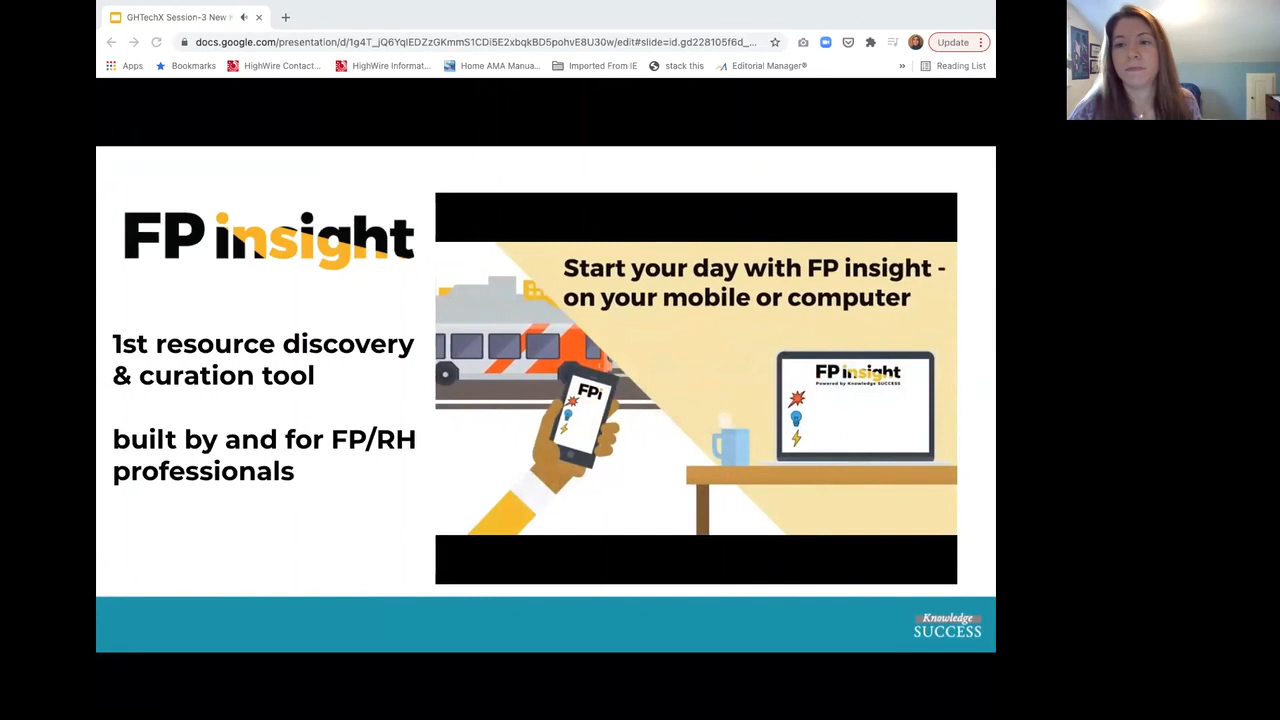 GHTechX Session-3 New
docs.google.com/presentation/d/1g4T_jQ6YqlEDZzGKmmS1CDi5E2xbqkBD5pohvE8U30w/edit#slide=id.gd228105f6d_...
Update
Apps
Bookmarks
HighWire Contact...
HighWire Informat...
Home AMA Manua...
Imported From IE
stack this
Editorial Manager®
»
Reading List
FP insight
1st resource discovery
& curation tool
built by and for FP/RH
professionals
Start your day with FP insight -
on your mobile or computer
FPi
FP insight
Powered by Knowledge SUCCESS
Knowledge
SUCCESS